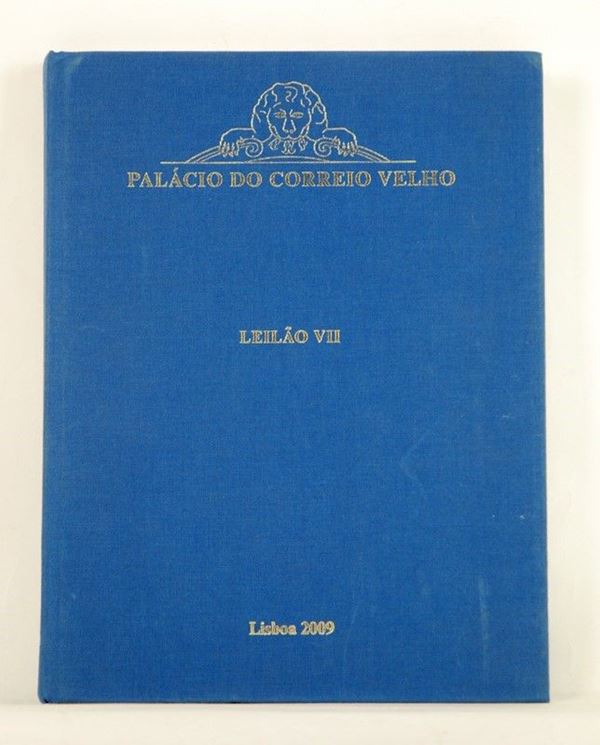 PALÁCIO DO CORREIO VELHO
LEILÃO VII
Lisboa 2009